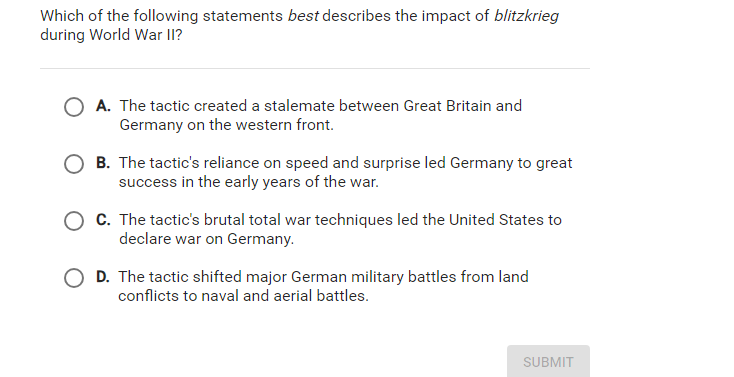 Which of the following statements best describes the impact of blitzkrieg
during World War II?
A. The tactic created a stalemate between Great Britain and
Germany on the western front.
B. The tactic's reliance on speed and surprise led Germany to great
success in the early years of the war.
C. The tactic's brutal total war techniques led the United States to
declare war on Germany.
D. The tactic shifted major German military battles from land
conflicts to naval and aerial battles.
SUBMIT